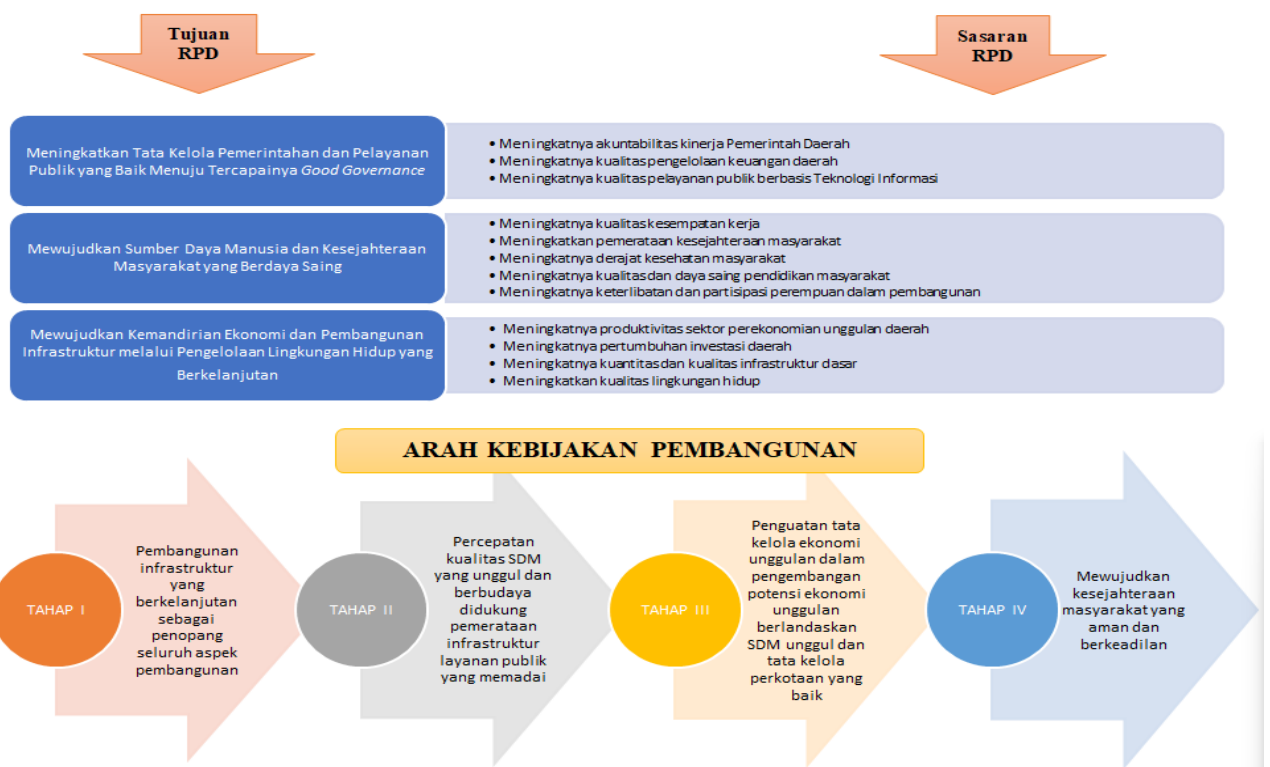 Tujuan
RPD
Sasaran
RPD
Meningkatkan Tata Kelola Pemerintahan dan Pelayanan
Publik yang Baik Menuju Tercapainya Good Governance
• Meningkatnya akuntabilitas kinerja Pemerintah Daerah
• Meningkatnya kualitas pengelolaan keuangan daerah
• Meningkatnya kualitas pelayanan publik berbasis Teknologi Informasi
Mewujudkan Sumber Daya Manusia dan Kesejahteraan
Masyarakat yang Berdaya Saing
• Meningkatnya kualitas kesempatan kerja
• Meningkatkan pemerataan kesejahteraan masyarakat
• Meningkatnya derajat kesehatan masyarakat
• Meningkatnya kualitas dan daya saing pendidikan masyarakat
• Meningkatnya keterlibatan dan partisipasi perempuan dalam pembangunan
Mewujudkan Kemandirian Ekonomi dan Pembangunan
Infrastruktur melalui Pengelolaan Lingkungan Hidup yang
Berkelanjutan
• Meningkatnya produktivitas sektor perekonomian unggulan daerah
• Meningkatnya pertumbuhan investasi daerah
• Meningkatnya kuantitas dan kualitas infrastruktur dasar
• Meningkatkan kualitas lingkungan hidup
ARAH KEBIJAKAN PEMBANGUNAN
TAHAP I
Pembangunan
infrastruktur
yang
berkelanjutan
sebagai
penopang
seluruh aspek
pembangunan
TAHAP II
Percepatan
kualitas SDM
yang unggul dan
berbudaya
didukung
pemerataan
infrastruktur
layanan publik
yang memadai
TAHAP III
Penguatan tata
kelola ekonomi
unggulan dalam
pengembangan
potensi ekonomi
unggulan
berlandaskan
SDM unggul dan
tata kelola
perkotaan yang
baik
TAHAP IV
Mewujudkan
kesejahteraan
masyarakat yang
aman dan
berkeadilan